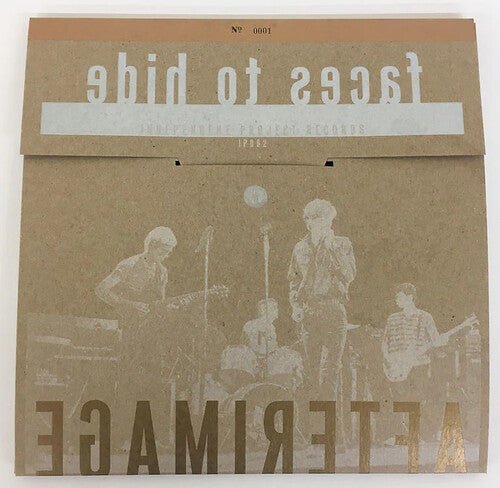 Nº 0001
faces to hide
INDEPENDENT PROJECT RECORDS
IP062
AFTERIMAGE